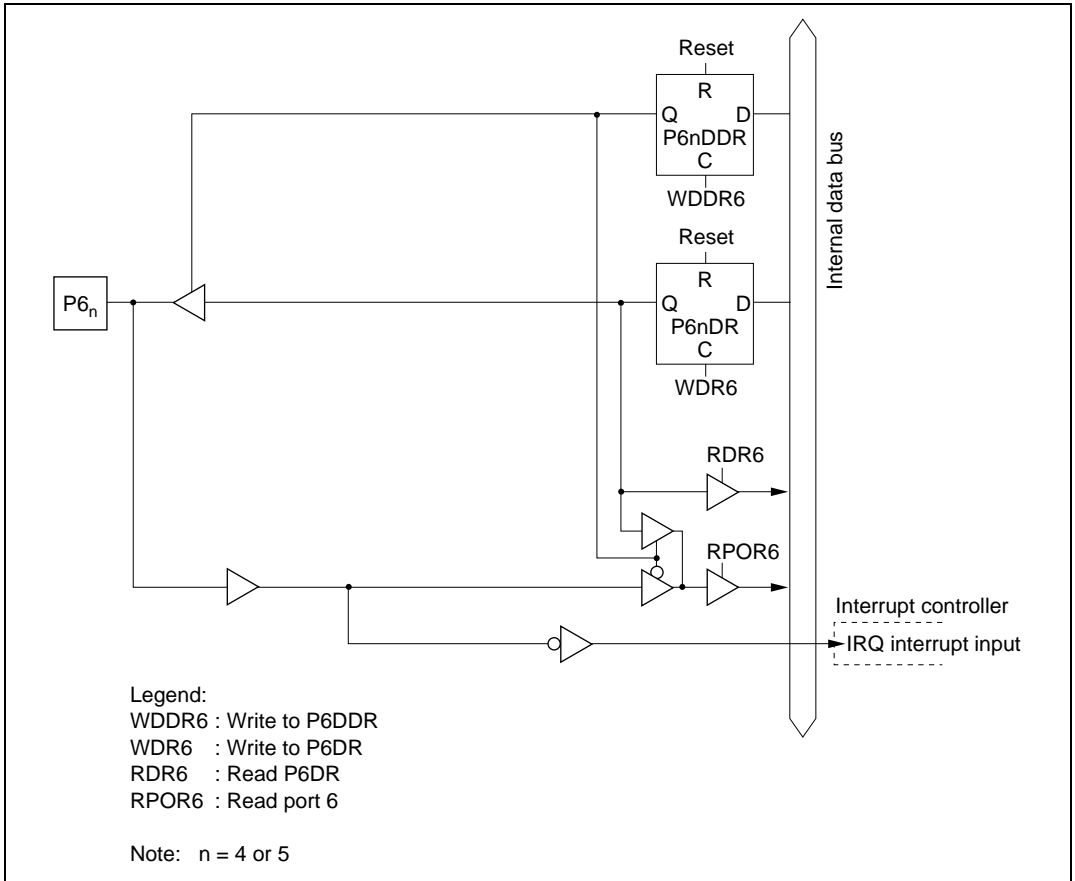 Reset
R
Q D
P6nDDR
C
WDDR6
Internal data bus
Reset
R
Q D
P6nDR
C
WDR6
P6n
RDR6
RPOR6
Interrupt controller
IRQ interrupt input
Legend:
WDDR6 : Write to P6DDR
WDR6 : Write to P6DR
RDR6 : Read P6DR
RPOR6 : Read port 6
Note: n = 4 or 5